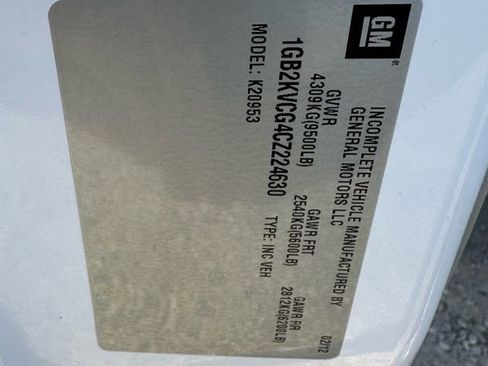 GM
INCOMPLETE VEHICLE MANUFACTURED BY
GENERAL MOTORS LLC
02/12
GVWR GAWR FRT GAWR RR
4309KG(9500LB) 2540KG(5600LB) 2812KG(6200LB)
1GB2KVCG4CZ224630 TYPE: INC VEH
MODEL: K20953